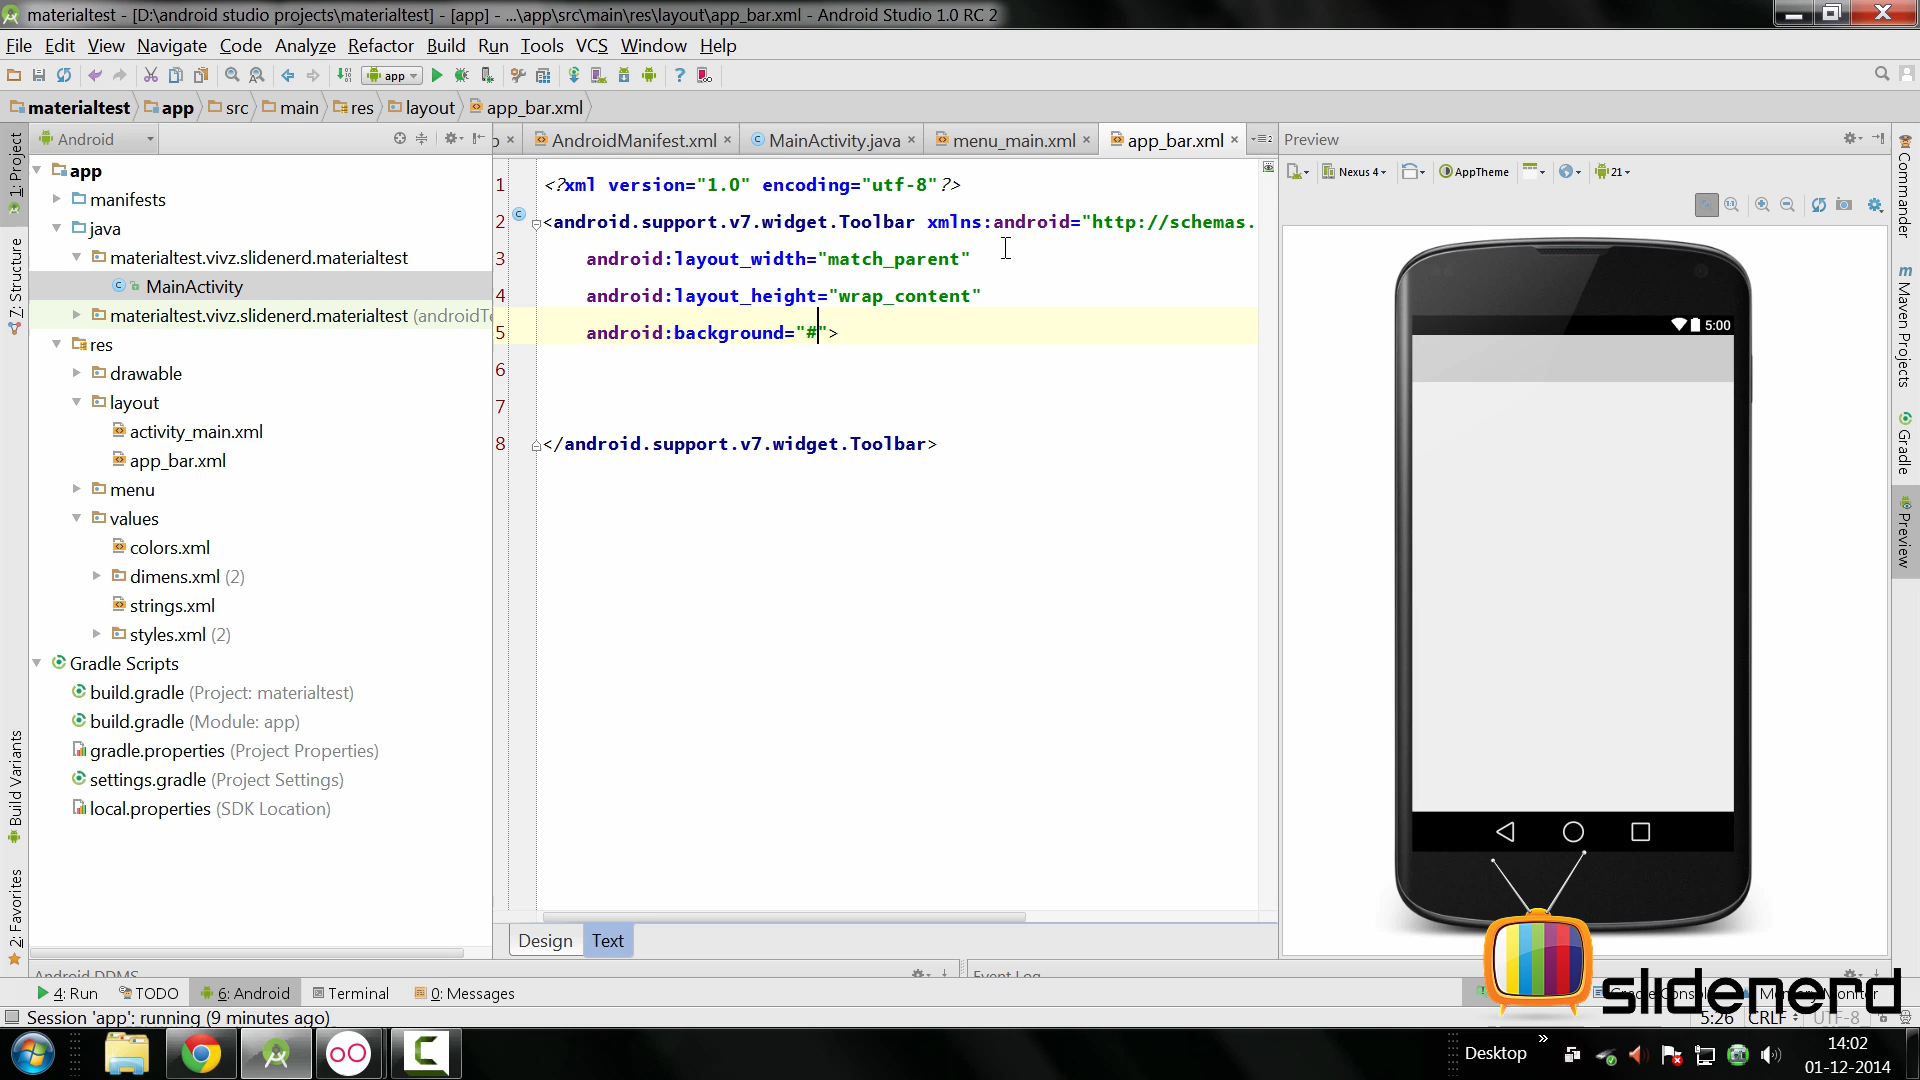 materialtest - [D:\android studio projects\materialtest] - [app] - ...\app\src\main\res\layout\app_bar.xml - Android Studio 1.0 RC 2
File Edit View Navigate Code Analyze Refactor Build Run Tools VCS Window Help
app
materialtest app src main res layout app_bar.xml
Android
AndroidManifest.xml MainActivity.java menu_main.xml app_bar.xml
Preview
Nexus 4 AppTheme 21
1: Project
7: Structure
Build Variants
2: Favorites
app
manifests
java
materialtest.vivz.slidenerd.materialtest
MainActivity
materialtest.vivz.slidenerd.materialtest (androidTe
res
drawable
layout
activity_main.xml
app_bar.xml
menu
values
colors.xml
dimens.xml (2)
strings.xml
styles.xml (2)
Gradle Scripts
build.gradle (Project: materialtest)
build.gradle (Module: app)
gradle.properties (Project Properties)
settings.gradle (Project Settings)
local.properties (SDK Location)
1 <?xml version="1.0" encoding="utf-8"?>
2 <android.support.v7.widget.Toolbar xmlns:android="http://schemas.
3 android:layout_width="match_parent"
4 android:layout_height="wrap_content"
5 android:background="#">
6
7
8 </android.support.v7.widget.Toolbar>
Design Text
5:00
Commander
m Maven Projects
Gradle
Preview
Android DDMS
Event Log
4: Run TODO 6: Android Terminal 0: Messages
Memory Monitor
slidenerd
Session 'app': running (9 minutes ago)
5:26 CRLF UTF-8
Desktop
14:02
01-12-2014